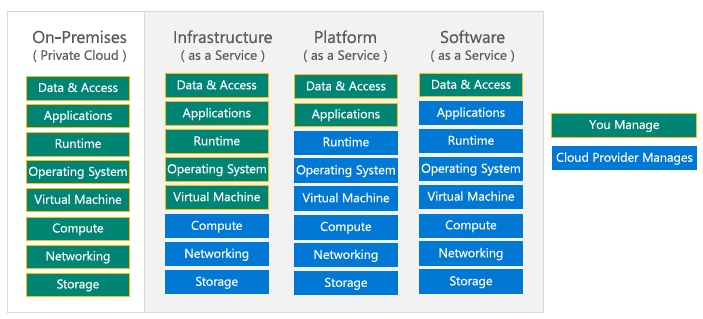 On-Premises
( Private Cloud )
Data & Access
Applications
Runtime
Operating System
Virtual Machine
Compute
Networking
Storage
Infrastructure
( as a Service )
Data & Access
Applications
Runtime
Operating System
Virtual Machine
Compute
Networking
Storage
Platform
( as a Service )
Data & Access
Applications
Runtime
Operating System
Virtual Machine
Compute
Networking
Storage
Software
( as a Service )
Data & Access
Applications
Runtime
Operating System
Virtual Machine
Compute
Networking
Storage
You Manage
Cloud Provider Manages